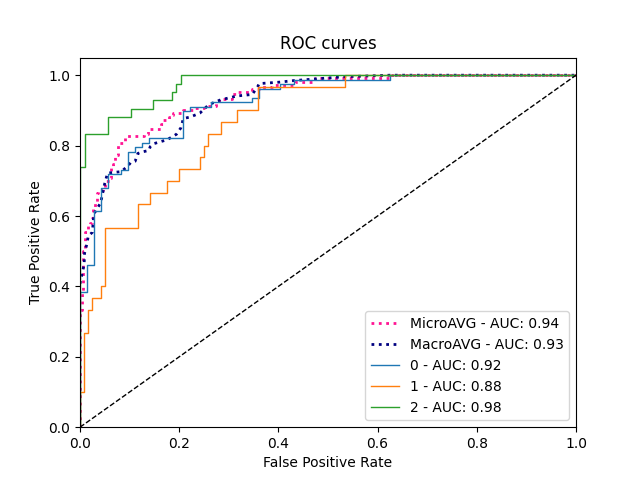 ROC curves
True Positive Rate
1.0
0.8
0.6
0.4
0.2
0.0
MicroAVG - AUC: 0.94
MacroAVG - AUC: 0.93
0 - AUC: 0.92
1 - AUC: 0.88
2 - AUC: 0.98
0.0 0.2 0.4 0.6 0.8 1.0
False Positive Rate